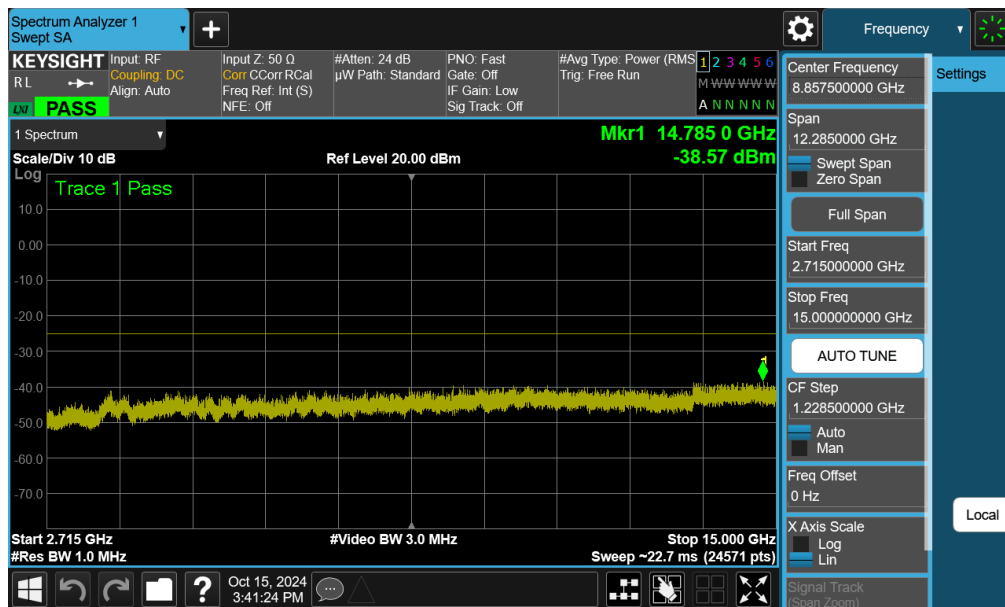 Spectrum Analyzer 1
Swept SA
+
Frequency
KEYSIGHT
RL
LXI PASS
Input: RF
Coupling: DC
Align: Auto
Input Z: 50 Ω
Corr CCorr RCal
Freq Ref: Int (S)
NFE: Off
#Atten: 24 dB
µW Path: Standard
PNO: Fast
Gate: Off
IF Gain: Low
Sig Track: Off
#Avg Type: Power (RMS
Trig: Free Run
1 2 3 4 5 6
M W W W W W
A N N N N N
1 Spectrum
Scale/Div 10 dB
Ref Level 20.00 dBm
Mkr1 14.785 0 GHz
-38.57 dBm
Log
Trace 1 Pass
10.0
0.00
-10.0
-20.0
-30.0
-40.0
-50.0
-60.0
-70.0
1
Start 2.715 GHz
#Res BW 1.0 MHz
#Video BW 3.0 MHz
Stop 15.000 GHz
Sweep ~22.7 ms (24571 pts)
?
Oct 15, 2024
3:41:24 PM
Center Frequency
8.857500000 GHz
Span
12.2850000 GHz
Swept Span
Zero Span
Full Span
Start Freq
2.715000000 GHz
Stop Freq
15.000000000 GHz
AUTO TUNE
CF Step
1.228500000 GHz
Auto
Man
Freq Offset
0 Hz
X Axis Scale
Log
Lin
Signal Track
(Span Zoom)
Settings
Local